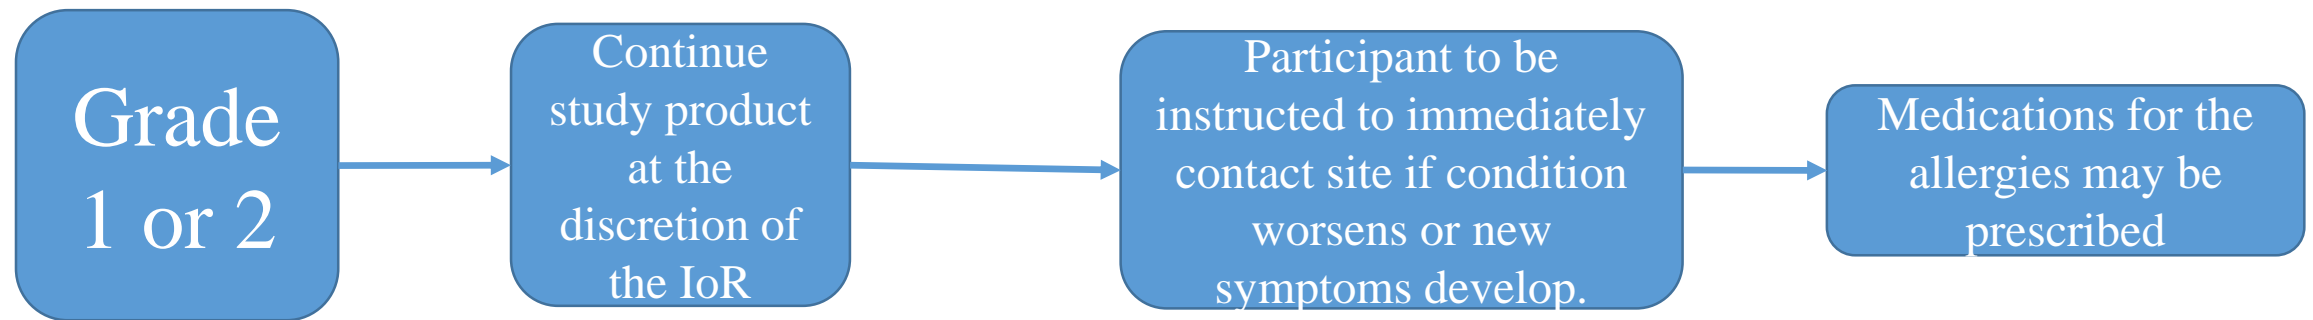 Grade
1 or 2
Continue
study product
at the
discretion of
the IoR
Participant to be
instructed to immediately
contact site if condition
worsens or new
symptoms develop.
Medications for the
allergies may be
prescribed